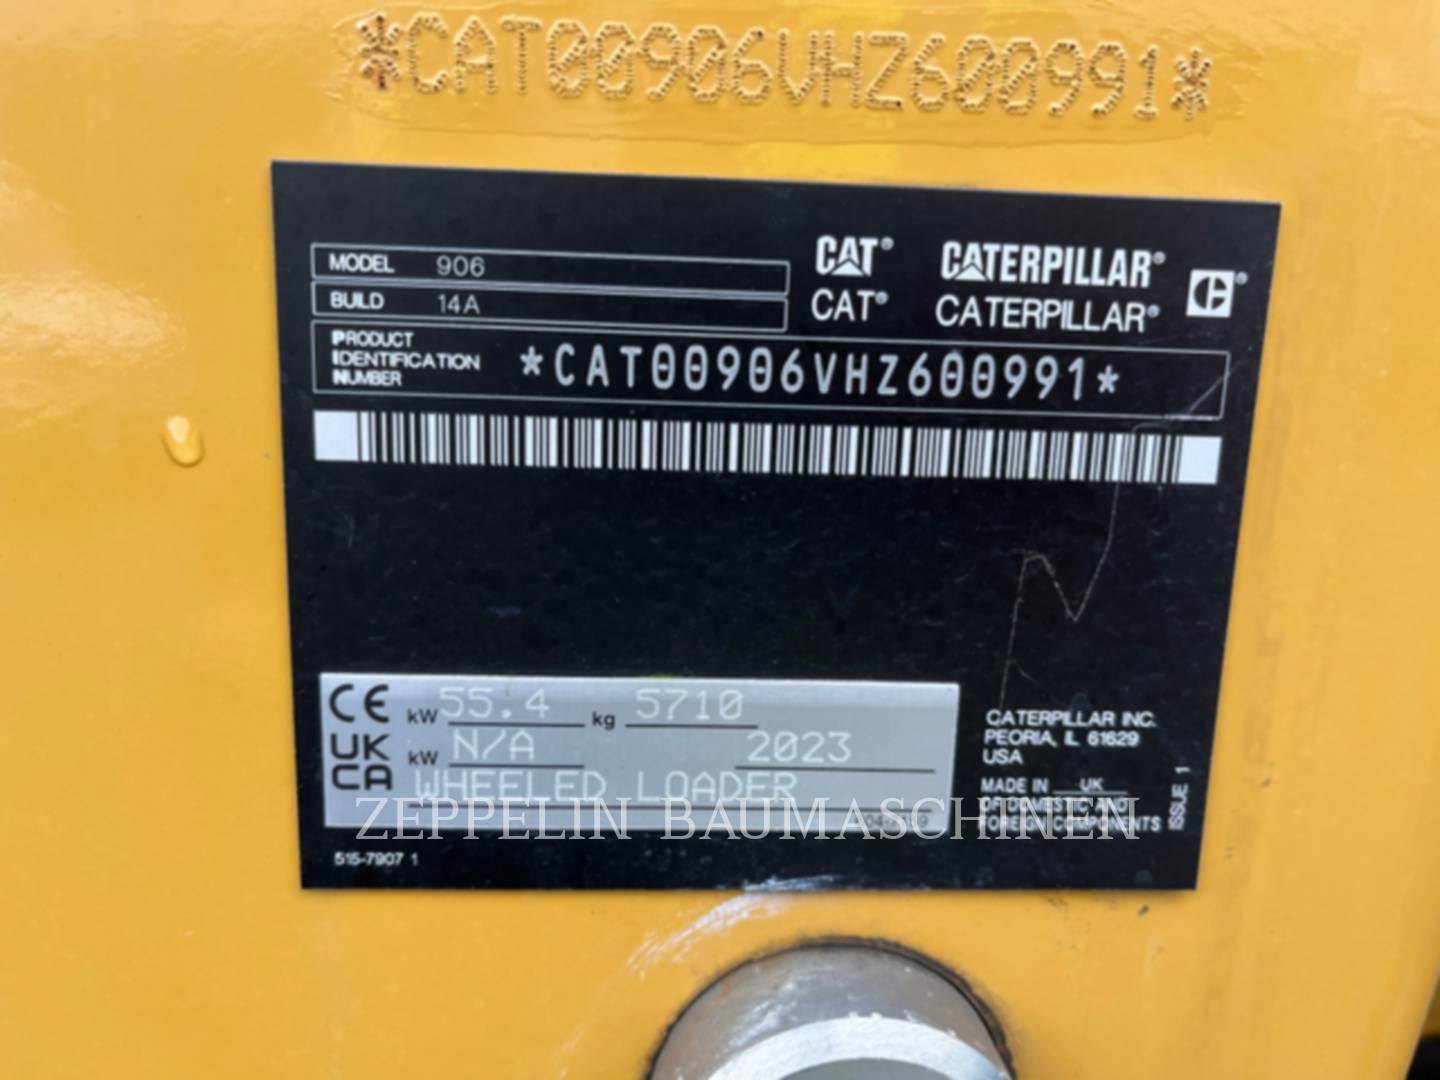 *CAT00906VHZ600991*
MODEL 906
BUILD 14A
CAT® CATERPILLAR®
CAT® CATERPILLAR®
PRODUCT
IDENTIFICATION
NUMBER
*CAT00906VHZ600991*
CE kW 55.4 kg 5710
UK
CA
kW N/A 2023
WHEELED LOADER
CATERPILLAR INC.
PEORIA, IL 61629
USA
MADE IN UK
OF DOMESTIC AND
FOREIGN COMPONENTS
ISSUE 1
ZEPPELIN BAUMASCHINEN
515-7907 1